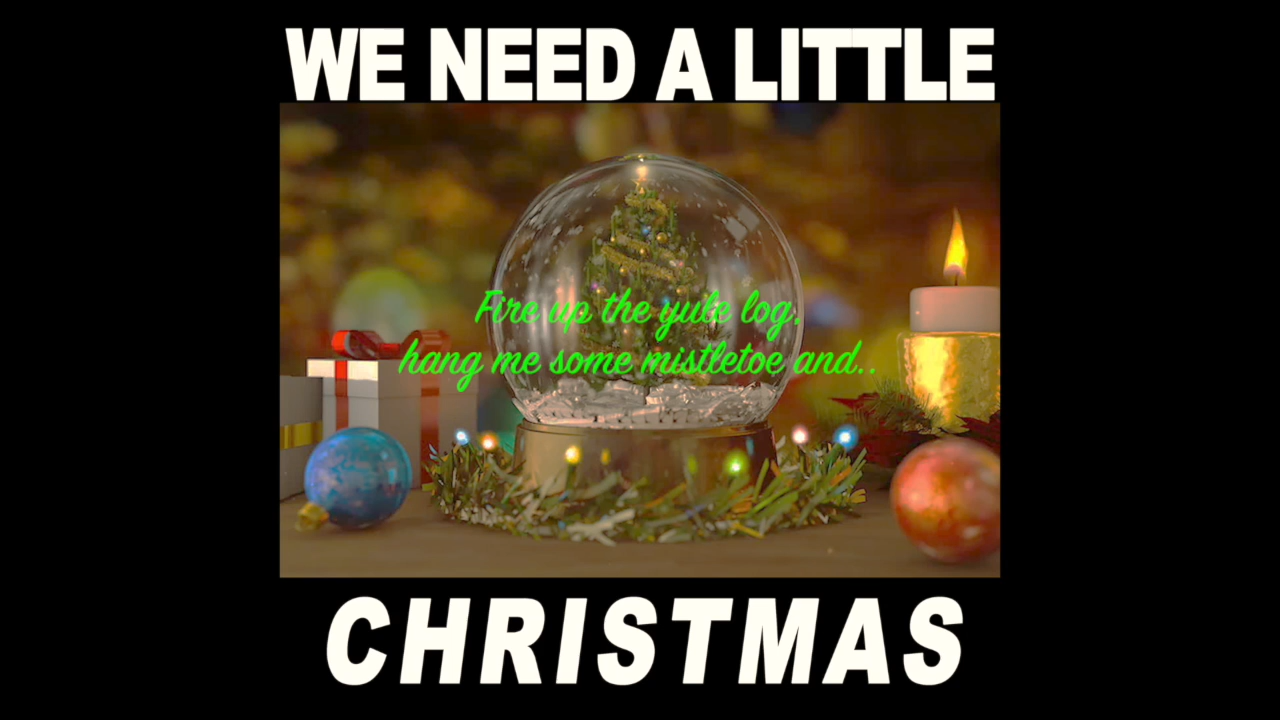 WE NEED A LITTLE
Fire up the yule log,
hang me some mistletoe and..
CHRISTMAS